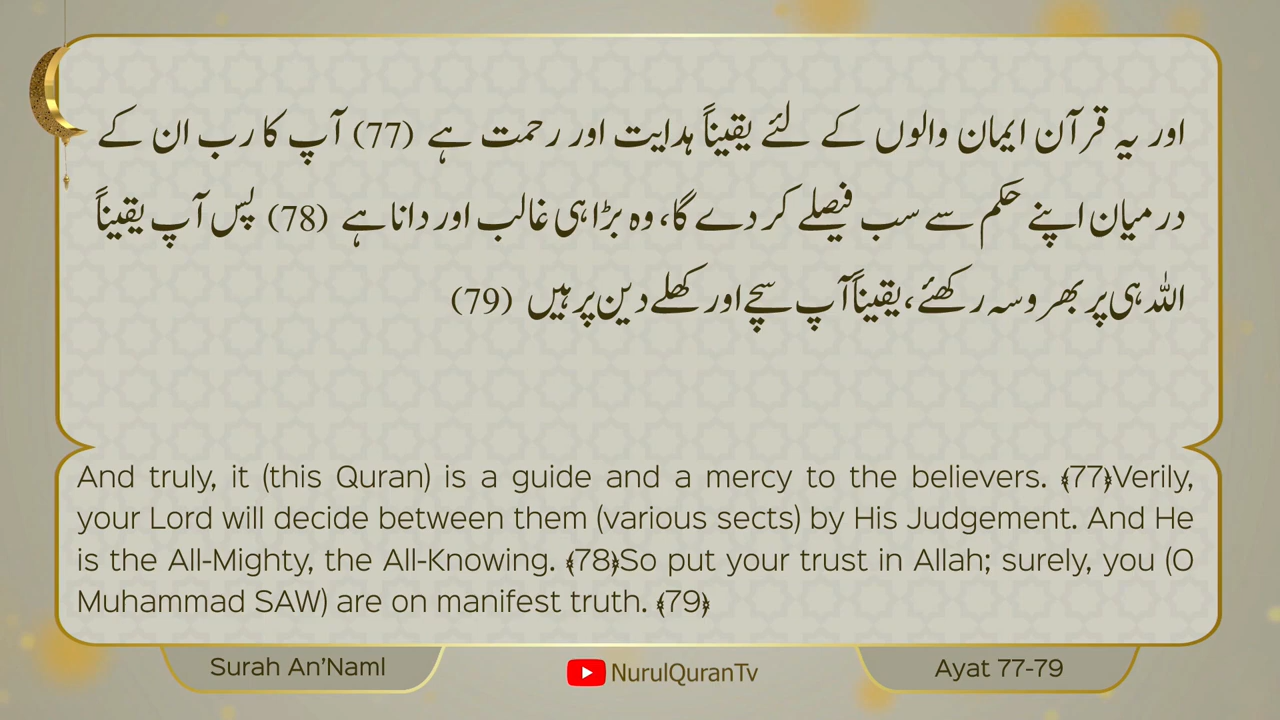 اور یہ قرآن ایمان والوں کے لئے یقیناً ہدایت اور رحمت ہے (77) آپ کا رب ان کے
درمیان اپنے حکم سے سب فیصلے کر دے گا، وہ بڑا ہی غالب اور دانا ہے (78) پس آپ یقیناً
اللہ ہی پر بھروسہ رکھئے، یقیناً آپ سچے اور کھلے دین پر ہیں (79)
And truly, it (this Quran) is a guide and a mercy to the believers. ﴾77﴿Verily,
your Lord will decide between them (various sects) by His Judgement. And He
is the All-Mighty, the All-Knowing. ﴾78﴿So put your trust in Allah; surely, you (O
Muhammad SAW) are on manifest truth. ﴾79﴿
Surah An'Naml
NurulQuranTv
Ayat 77-79